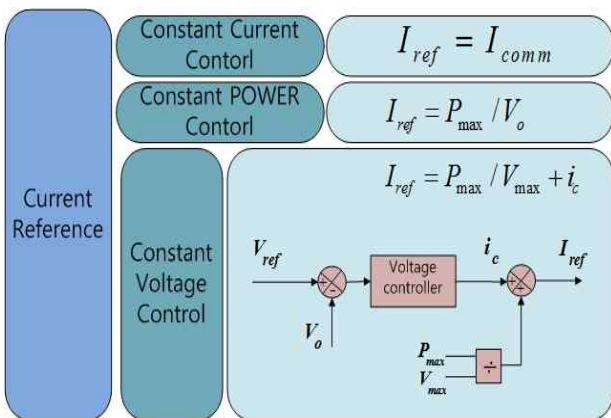 Current
Reference
Constant Current
Contorl
I_ref = I_comm
Constant POWER
Contorl
I_ref = P_max / V_o
Constant
Voltage
Control
I_ref = P_max / V_max + i_c
V_ref
+
-
V_o
Voltage
controller
i_c
+
+
I_ref
P_max
V_max
÷